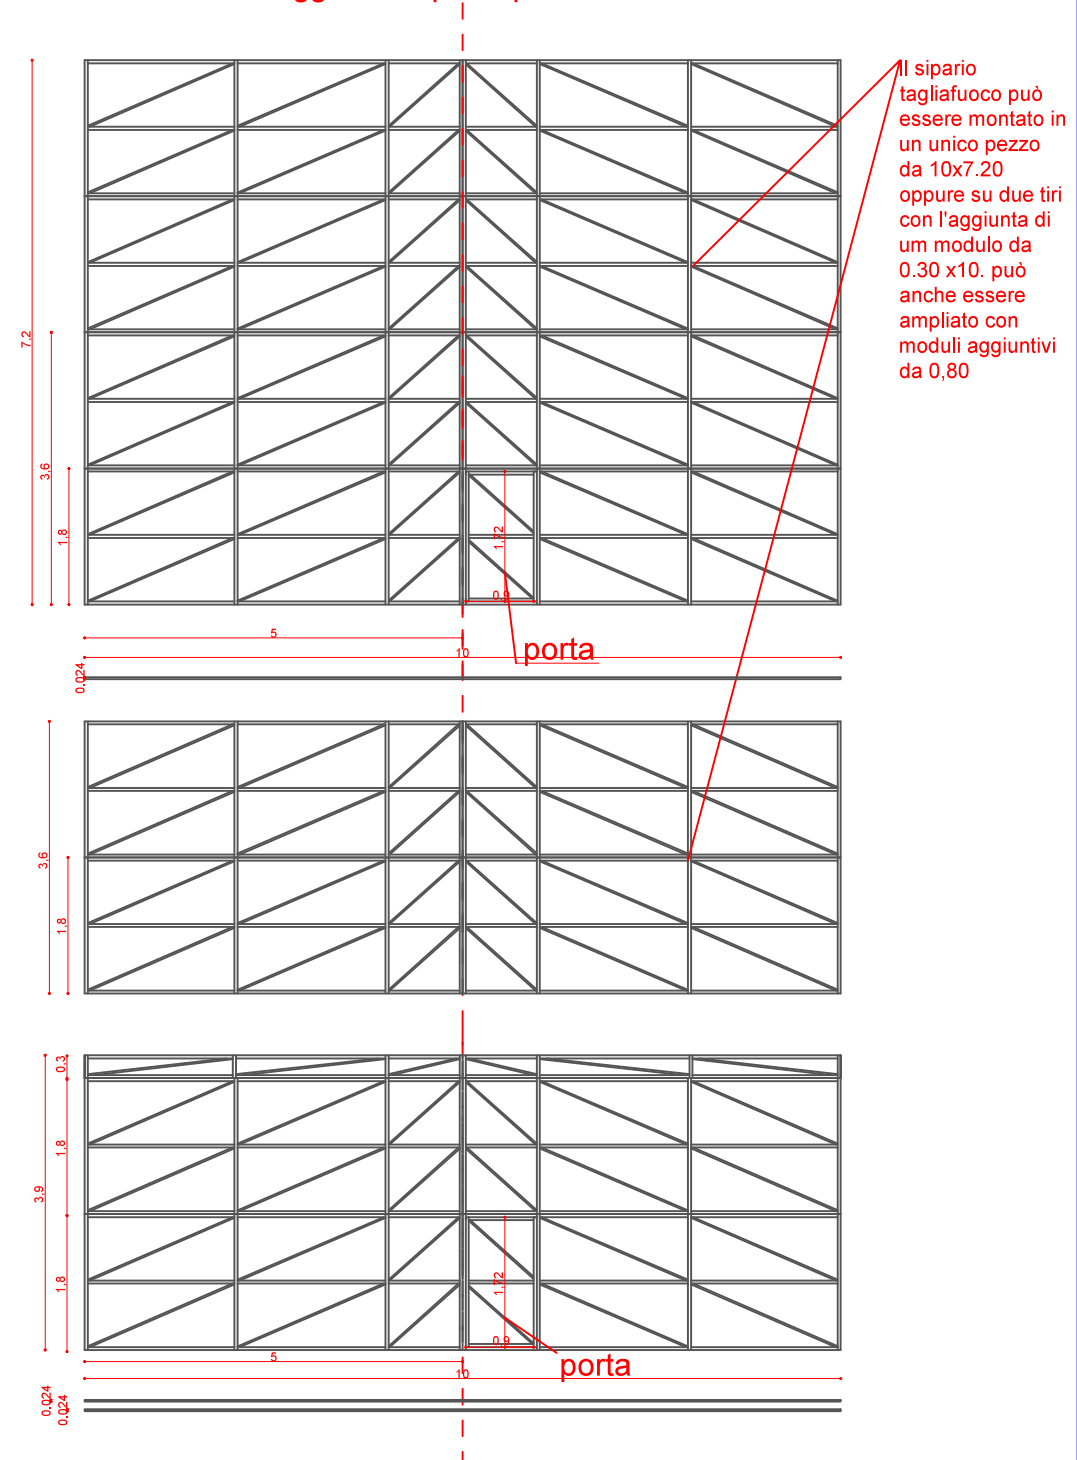 Il sipario
tagliafuoco può
essere montato in
un unico pezzo
da 10x7.20
oppure su due tiri
con l'aggiunta di
um modulo da
0.30 x10. può
anche essere
ampliato con
moduli aggiuntivi
da 0,80
7,2
3,6
1,8
1,72
0,9
5
porta
10
0.024
3,6
1,8
0,3
1,8
3,9
1,8
1,72
0,9
5
porta
10
0.024
0.024